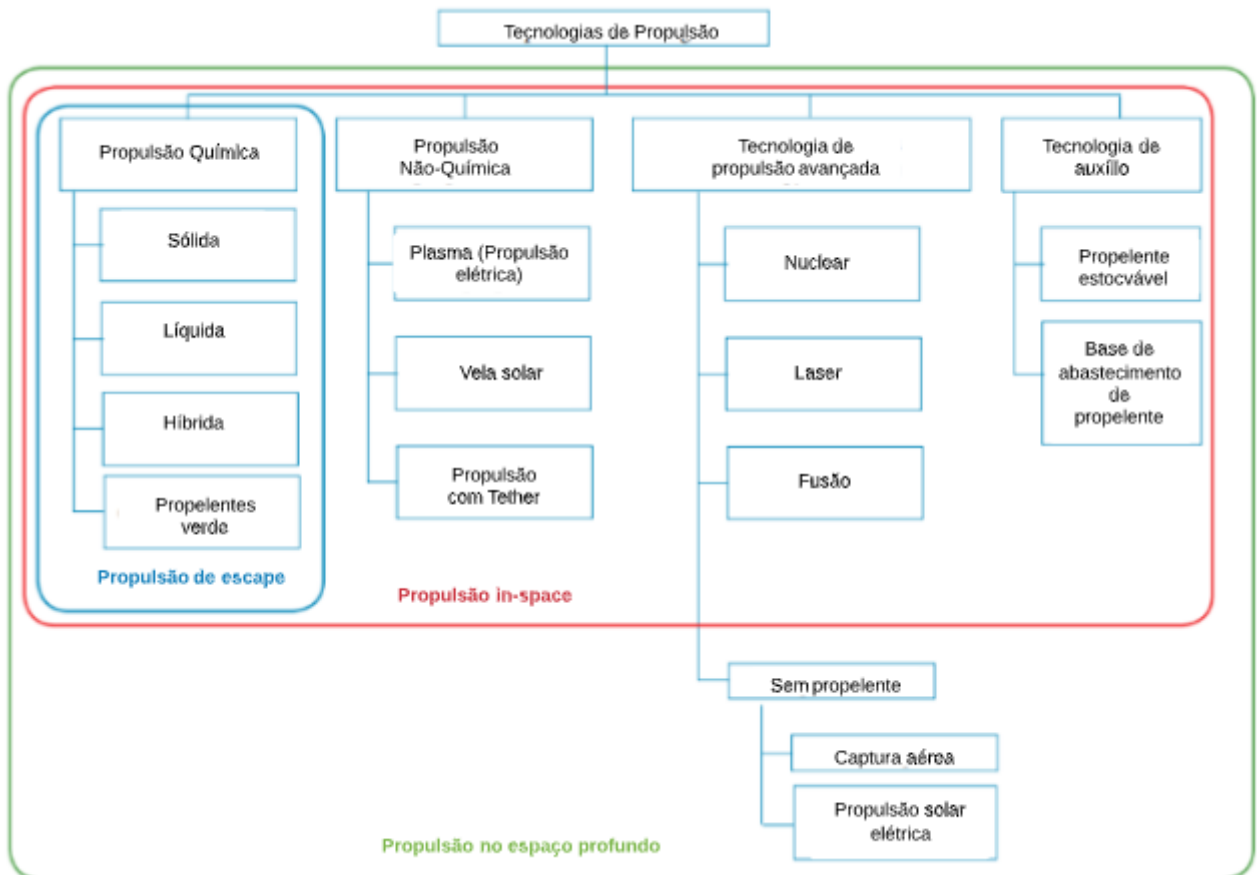 Tecnologias de Propulsão
Propulsão Química
Sólida
Líquida
Híbrida
Propelentes
verde
Propulsão de escape
Propulsão
Não-Química
Plasma (Propulsão
elétrica)
Vela solar
Propulsão
com Tether
Propulsão in-space
Tecnologia de
propulsão avançada
Nuclear
Laser
Fusão
Sem propelente
Captura aérea
Propulsão solar
elétrica
Tecnologia de
auxíllo
Propelente
estocvável
Base de
abastecimento
de
propelente
Propulsão no espaço profundo